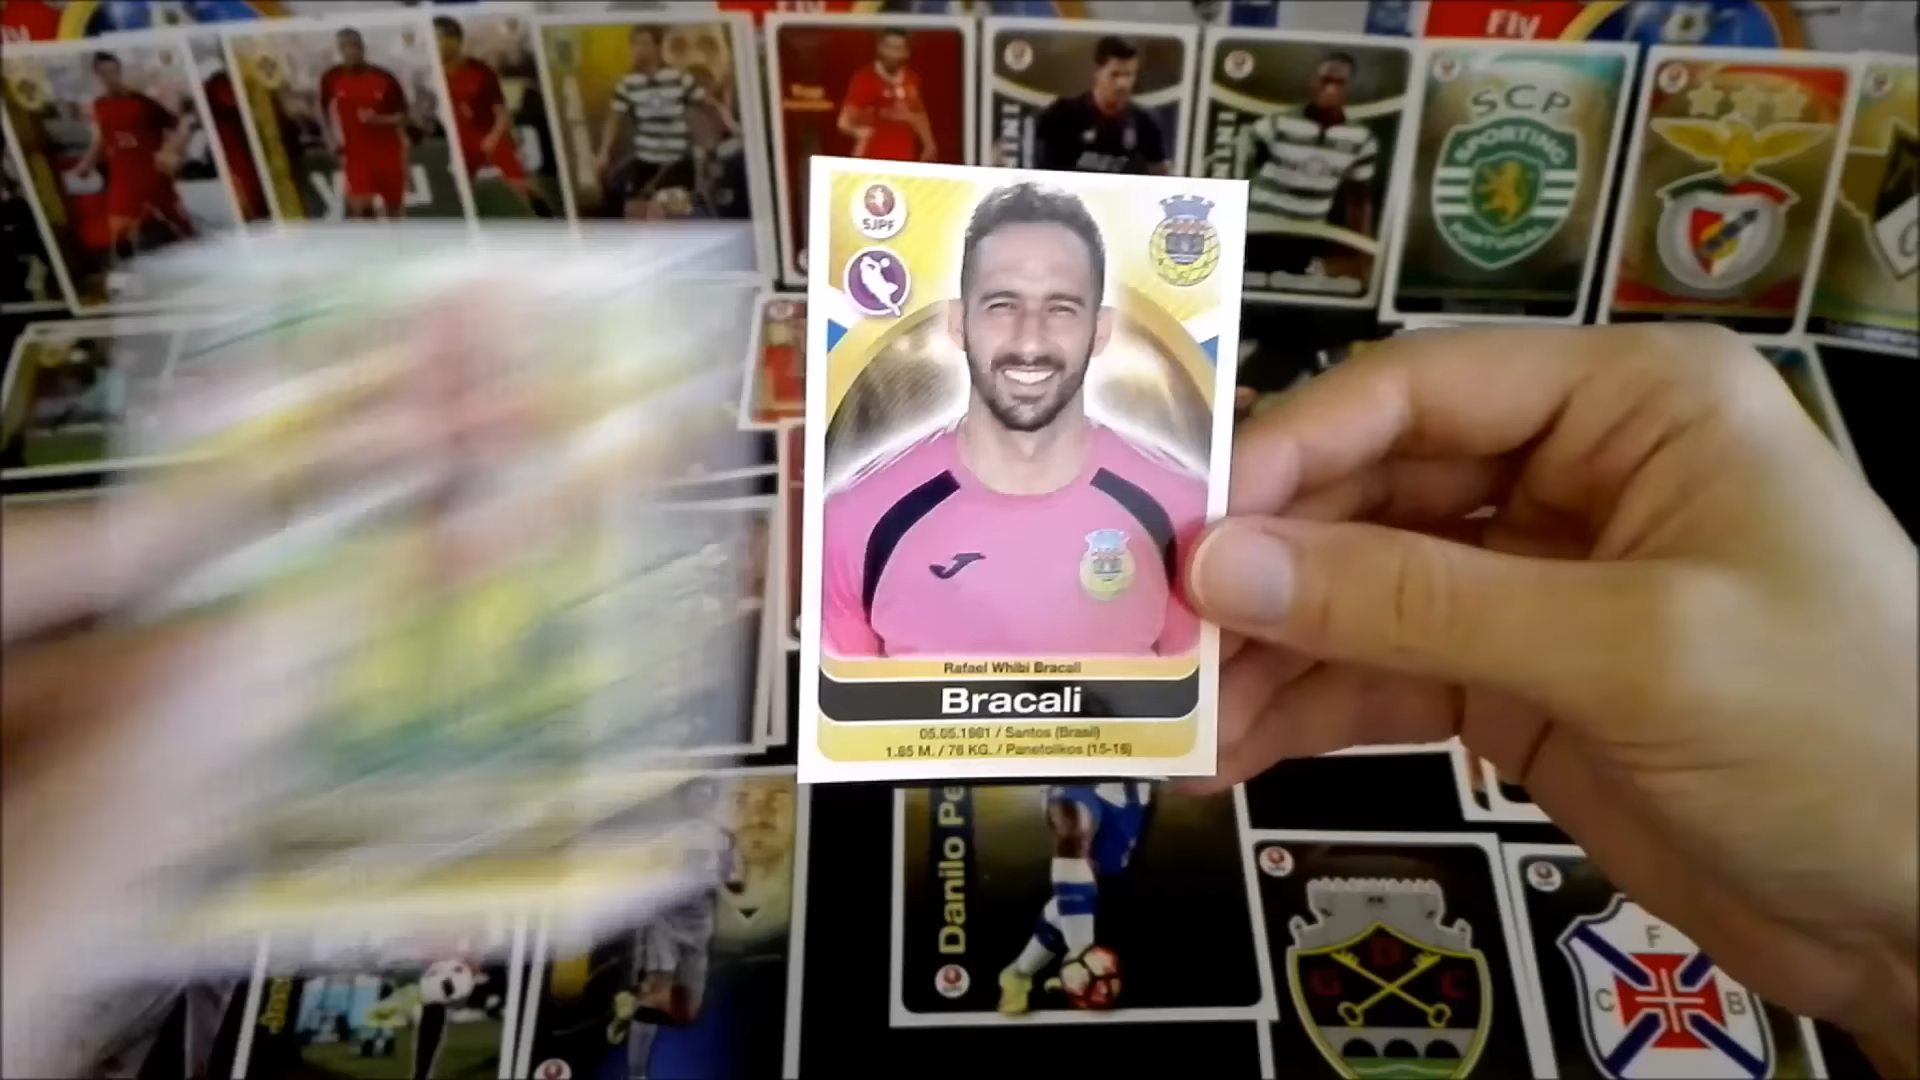 Fly
SCP
SPORTING
PORTUGAL
SJPF
Rafael Whibi Bracali
Bracali
05.05.1981 / Santos (Brasil)
1.85 M. / 76 KG. / Panetolikos (15-16)
Danilo Pe
G D C
F
C B